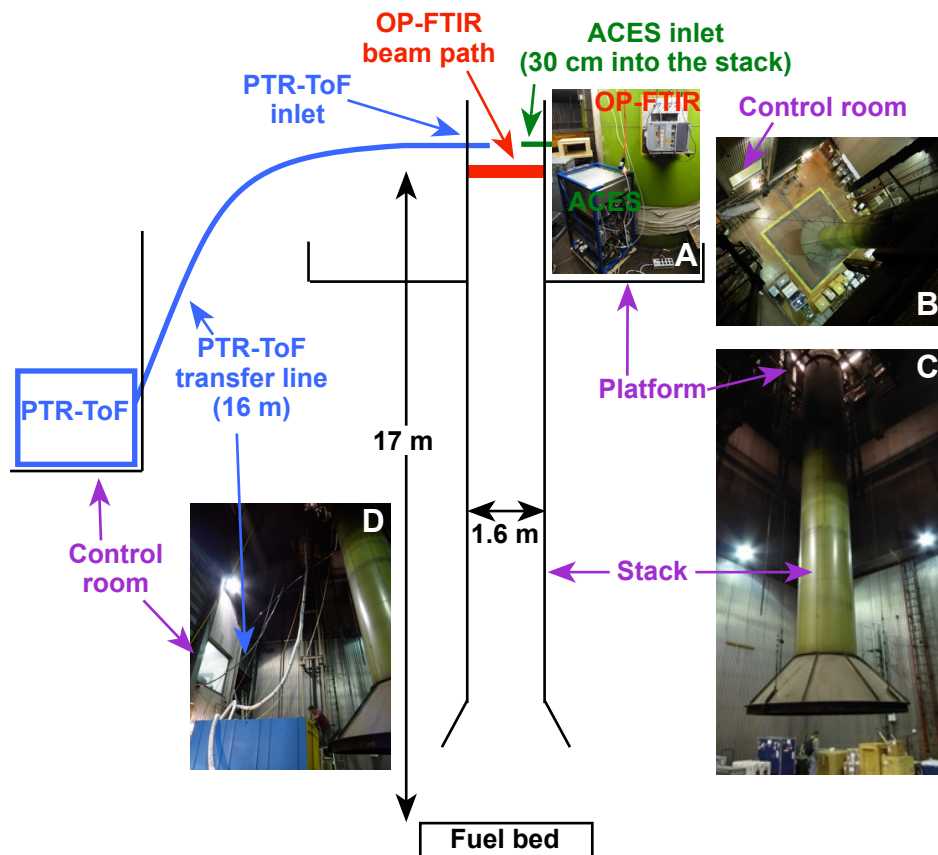 OP-FTIR
beam path
ACES inlet
(30 cm into the stack)
PTR-ToF
inlet
OP-FTIR
ACES
A
Control room
B
PTR-ToF
PTR-ToF
transfer line
(16 m)
Platform
C
17 m
1.6 m
D
Control
room
Stack
Fuel bed